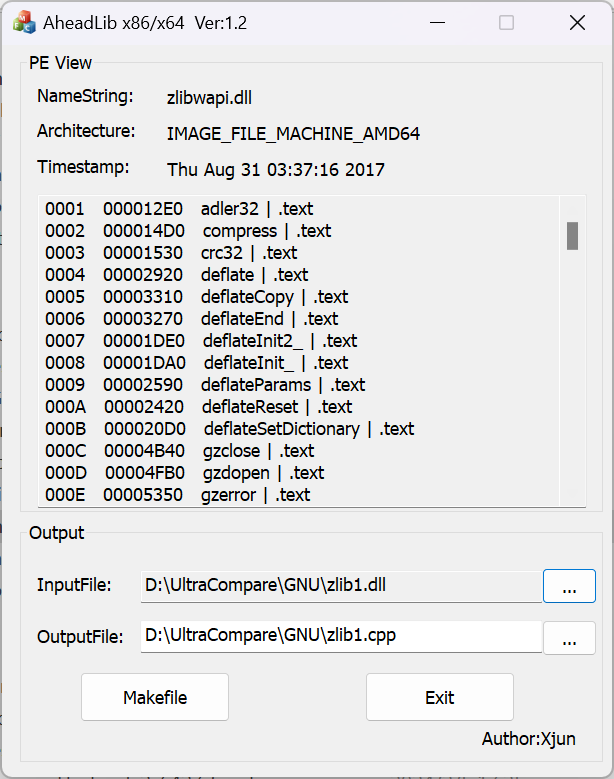 AheadLib x86/x64 Ver:1.2
PE View
NameString: zlibwapi.dll
Architecture: IMAGE_FILE_MACHINE_AMD64
Timestamp: Thu Aug 31 03:37:16 2017
0001 000012E0 adler32 | .text
0002 000014D0 compress | .text
0003 00001530 crc32 | .text
0004 00002920 deflate | .text
0005 00003310 deflateCopy | .text
0006 00003270 deflateEnd | .text
0007 00001DE0 deflateInit2_ | .text
0008 00001DA0 deflateInit_ | .text
0009 00002590 deflateParams | .text
000A 00002420 deflateReset | .text
000B 000020D0 deflateSetDictionary | .text
000C 00004B40 gzclose | .text
000D 00004FB0 gzdopen | .text
000E 00005350 gzerror | .text
Output
InputFile: D:\UltraCompare\GNU\zlib1.dll ...
OutputFile: D:\UltraCompare\GNU\zlib1.cpp ...
Makefile Exit
Author:Xjun